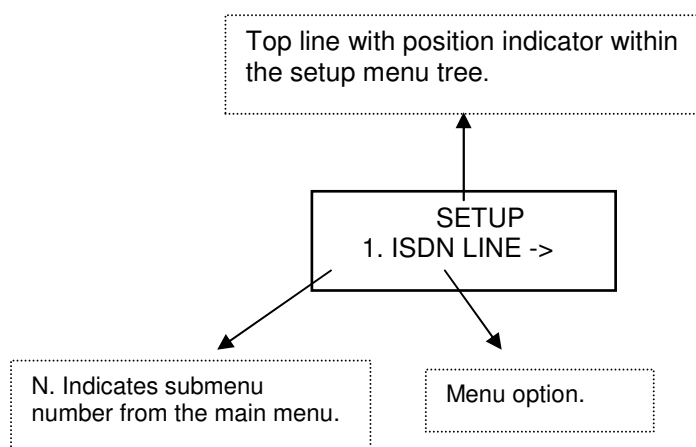 Top line with position indicator within
the setup menu tree.
SETUP
1. ISDN LINE ->
N. Indicates submenu
number from the main menu.
Menu option.